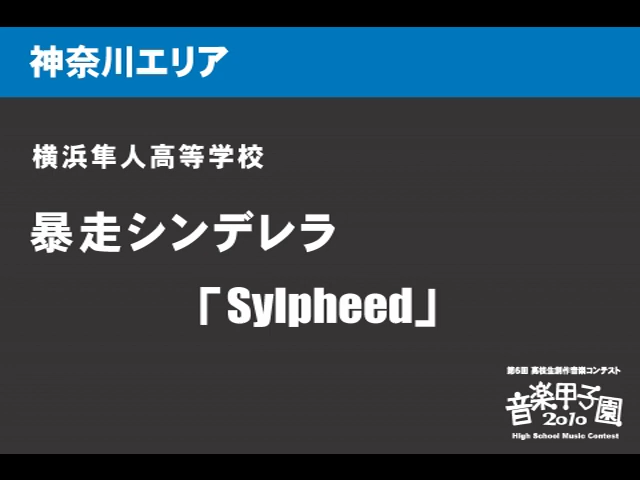 神奈川エリア
横浜隼人高等学校
暴走シンデレラ
「Sylpheed」
第6回 高校生創作音楽コンテスト
音楽甲子園
2010
High School Music Contest